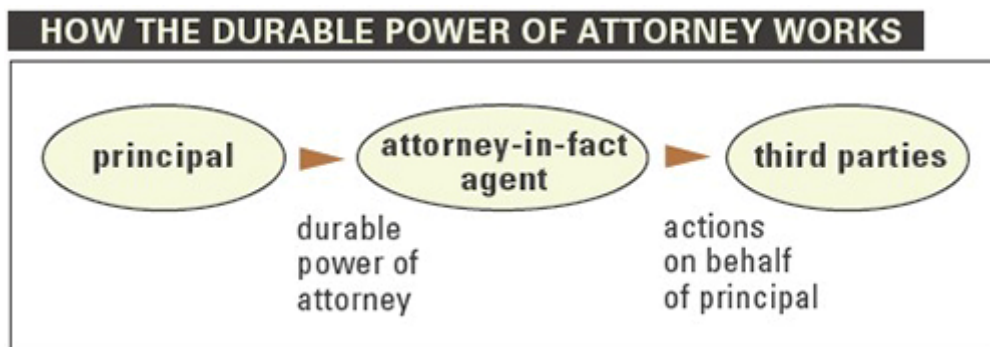 HOW THE DURABLE POWER OF ATTORNEY WORKS
principal
attorney-in-fact
agent
third parties
durable
power of
attorney
actions
on behalf
of principal